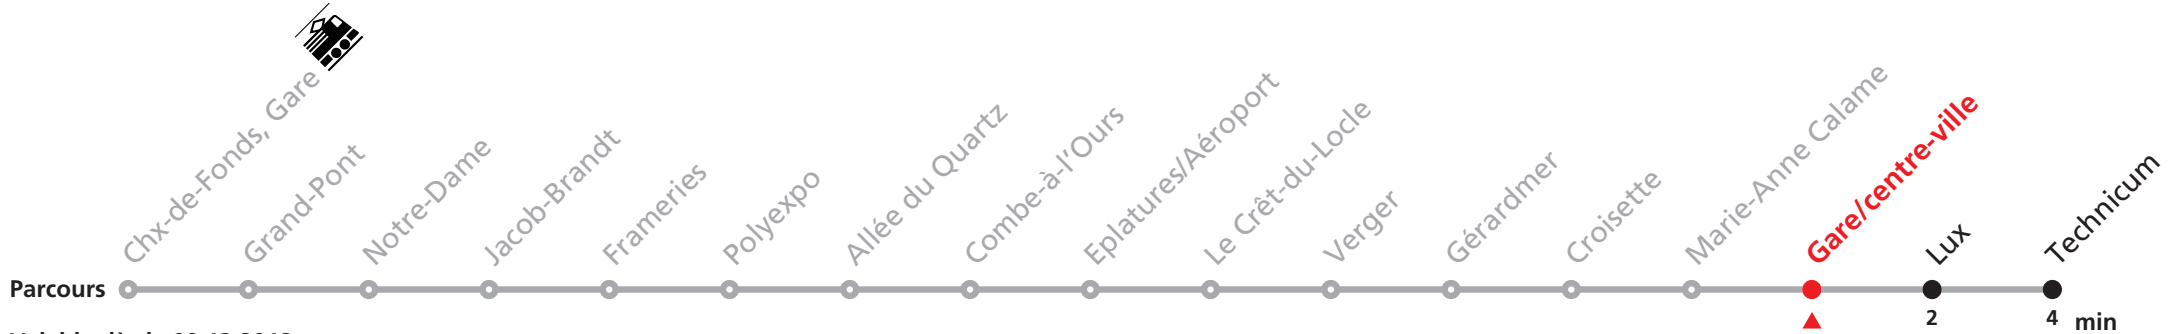 Chx-de-Fonds, Gare
Grand-Pont
Notre-Dame
Jacob-Brandt
Frameries
Polyexpo
Allée du Quartz
Combe-à-l'Ours
Eplatures/Aéroport
Le Crêt-du-Locle
Verger
Gérardmer
Croisette
Marie-Anne Calame
Gare/centre-ville
Lux
Technicum
Parcours
2 4 min